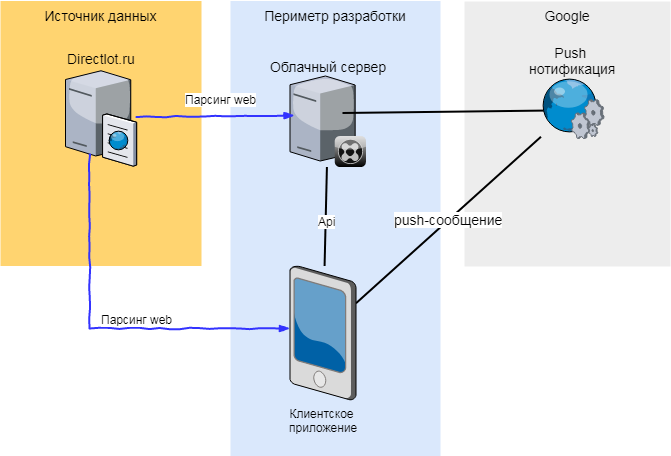 Источник данных
Периметр разработки
Google
Directlot.ru
Облачный сервер
Push
нотификация
Парсинг web
Api
push-сообщение
Парсинг web
Клиентское
приложение